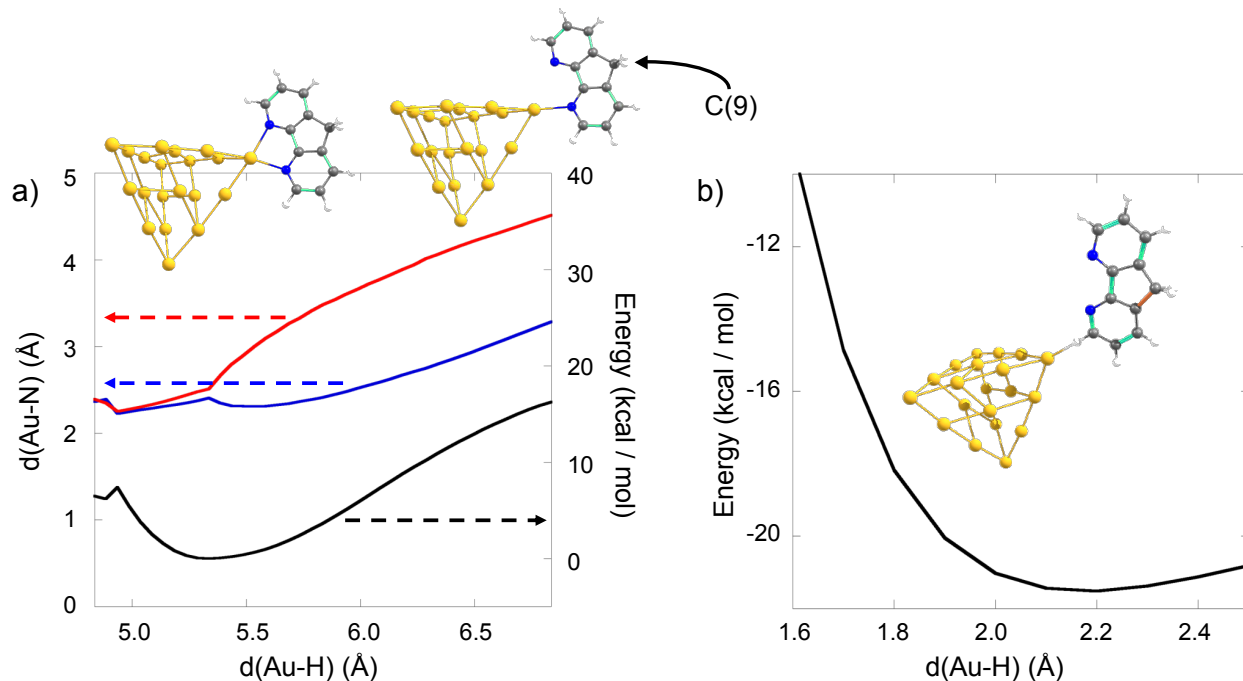 C(9)
a)
b)
5
4
3
2
1
0
d(Au-N) (Å)
40
30
20
10
0
Energy (kcal / mol)
5.0
5.5
6.0
6.5
d(Au-H) (Å)
-12
-16
-20
Energy (kcal / mol)
1.6
1.8
2.0
2.2
2.4
d(Au-H) (Å)